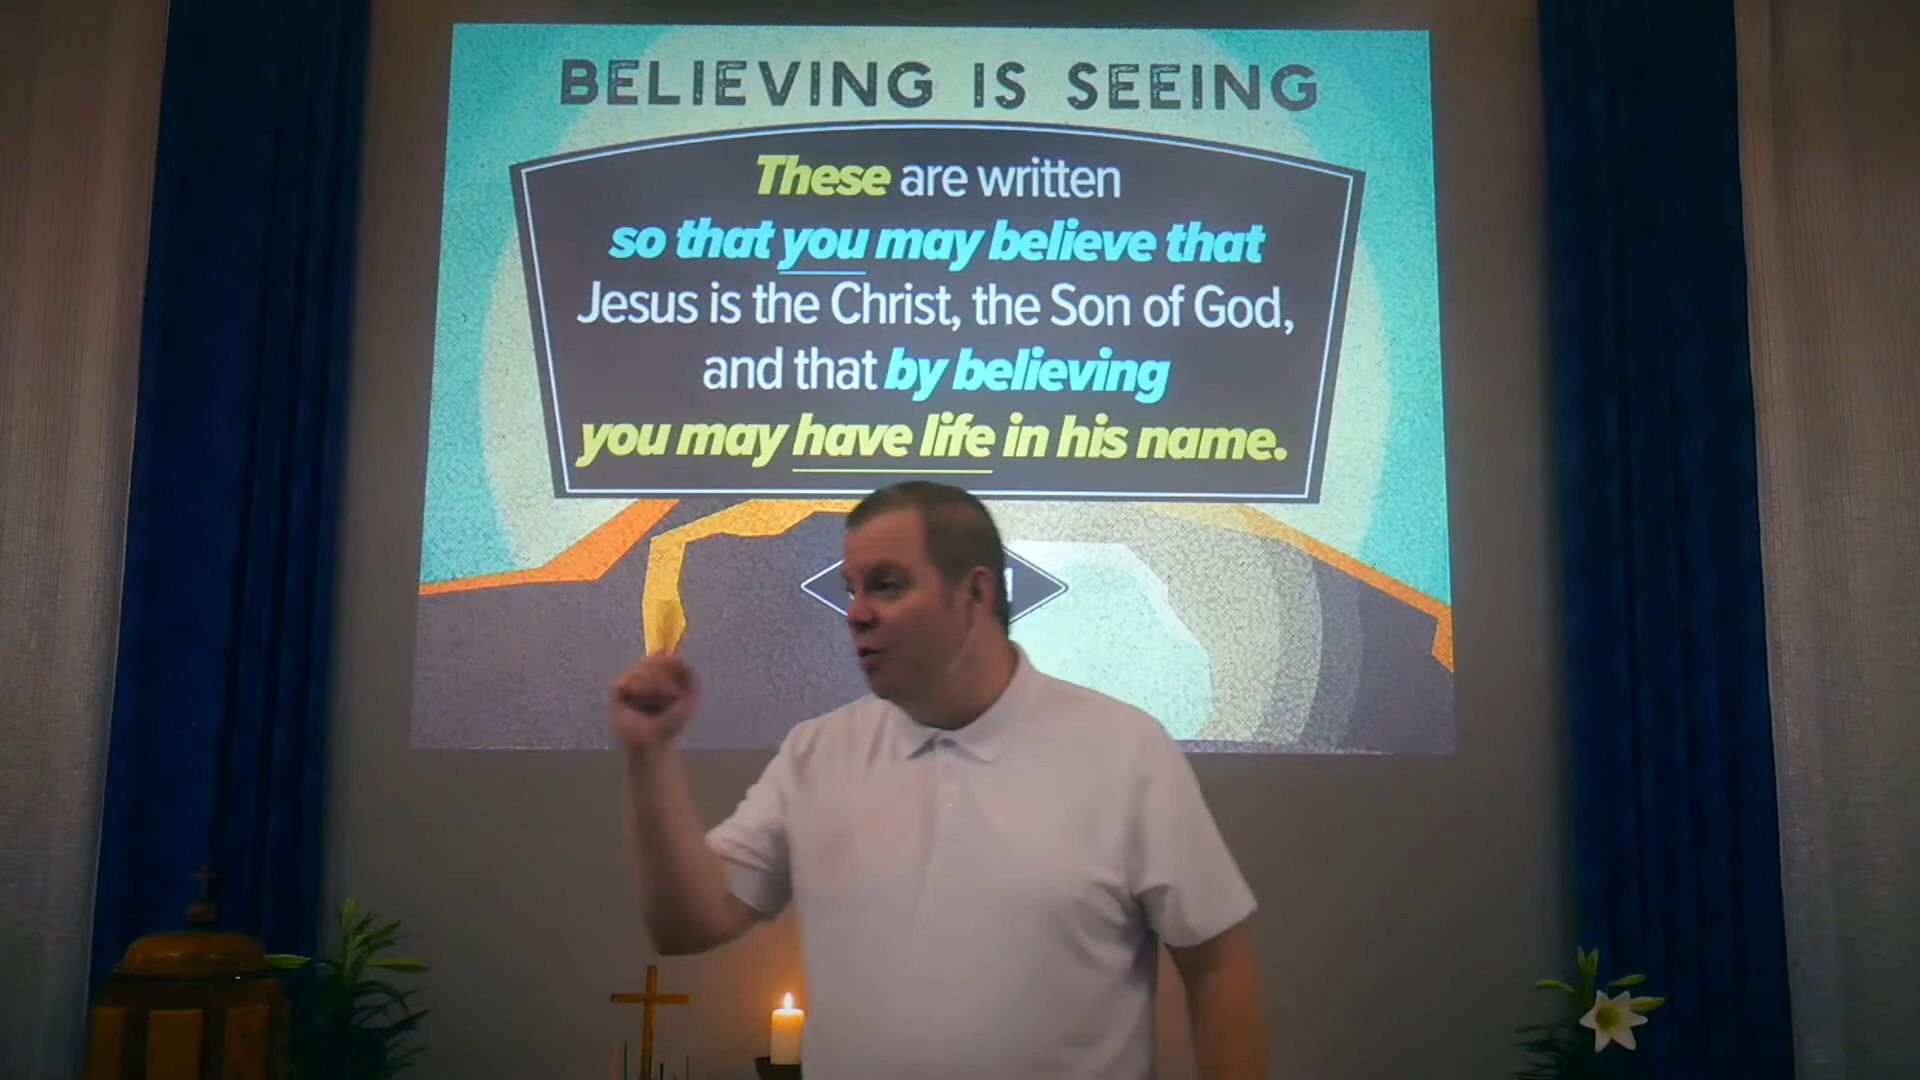 BELIEVING IS SEEING
These are written
so that you may believe that
Jesus is the Christ, the Son of God,
and that by believing
you may have life in his name.